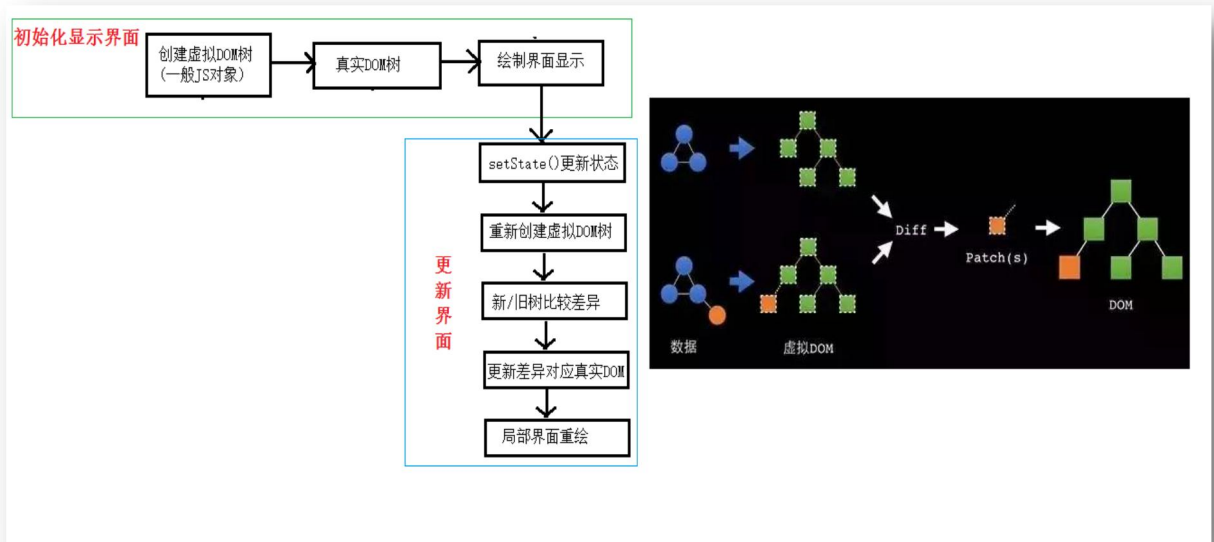 初始化显示界面
创建虚拟DOM树
(一般JS对象)
真实DOM树
绘制界面显示
setState()更新状态
重新创建虚拟DOM树
新/旧树比较差异
更新差异对应真实DOM
局部界面重绘
更
新
界
面
Diff
Patch(s)
DOM
数据
虚拟DOM